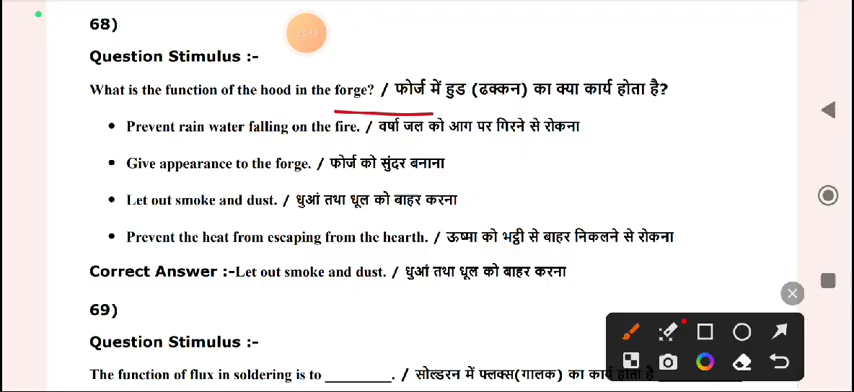 68)
Question Stimulus :-
What is the function of the hood in the forge? / फोर्ज में हुड (ढक्कन) का क्या कार्य होता है?
• Prevent rain water falling on the fire. / वर्षा जल को आग पर गिरने से रोकना
• Give appearance to the forge. / फोर्ज को सुंदर बनाना
• Let out smoke and dust. / धुआं तथा धूल को बाहर करना
• Prevent the heat from escaping from the hearth. / ऊष्मा को भट्टी से बाहर निकलने से रोकना
Correct Answer :-Let out smoke and dust. / धुआं तथा धूल को बाहर करना
69)
Question Stimulus :-
The function of flux in soldering is to _________. / सोल्डरन में फ्लक्स(गालक) का कार्य होता है